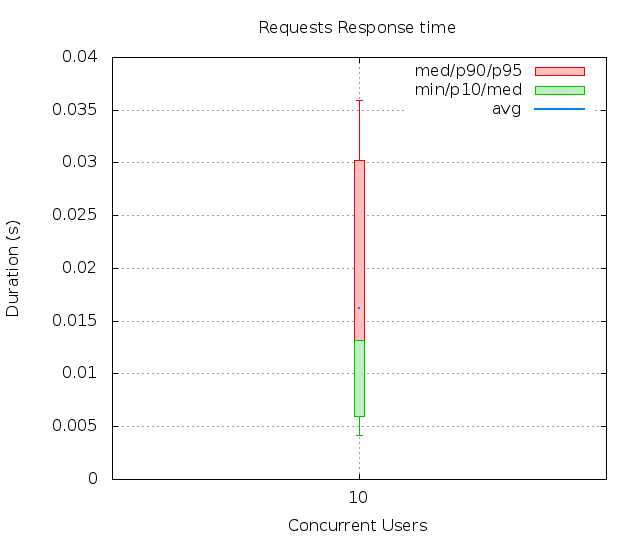 Requests Response time
0.04
0.035
0.03
0.025
0.02
0.015
0.01
0.005
0
Duration (s)
med/p90/p95
min/p10/med
avg
10
Concurrent Users